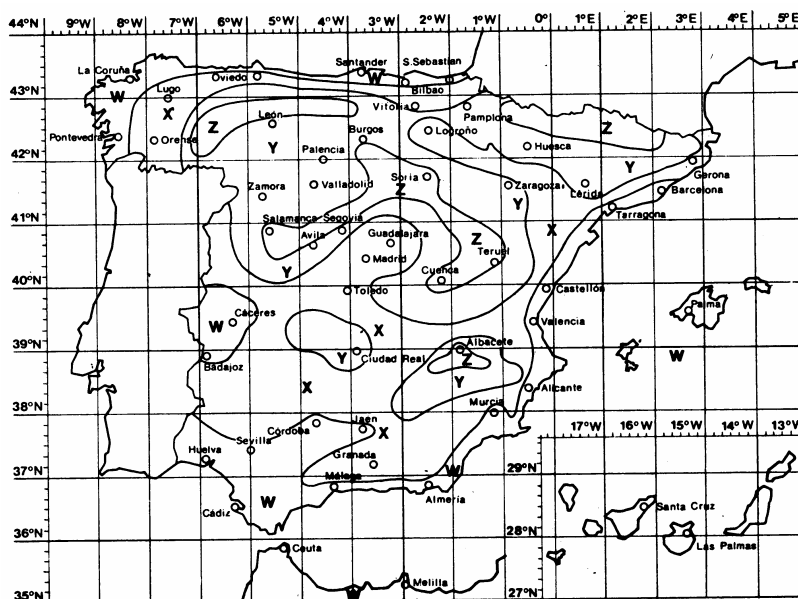 10°W 9°W 8°W 7°W 6°W 5°W 4°W 3°W 2°W 1°W 0° 1°E 2°E 3°E 4°E 5°E
44°N
Santander S.Sebastian
La Coruña Oviedo W
43°N W Lugo Bilbao
X Vitoria Pamplona
León Z Z
Pontevedra Orense Burgos Logroño Huesca
42°N Y Palencia Y
Soria Gerona
Zamora Valladolid Z Zaragoza Lérida Barcelona
41°N Y Tarragona
Salamanca Segovia X
Avila Guadalajara Z
Y Madrid Teruel
40°N Cuenca
Toledo Castellón
Cáceres Palma
W X Valencia
39°N Albacete W
Y Ciudad Real Z
Badajoz Y
X Alicante
38°N Murcia
Córdoba Jaen X 17°W 16°W 15°W 14°W 13°W
Sevilla
Huelva Granada
37°N Málaga W 29°N
W Almería
Cádiz Santa Cruz
36°N 28°N
Ceuta Las Palmas
Melilla
35°N W 27°N